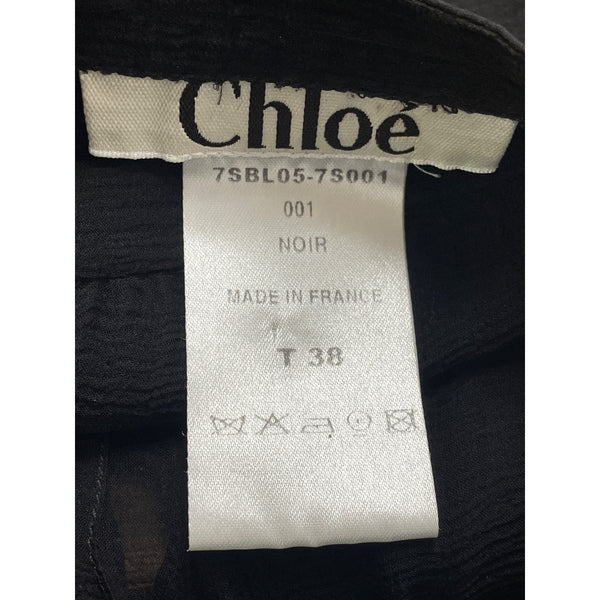 Chloé
7SBL05-7S001
001
NOIR
MADE IN FRANCE
T 38